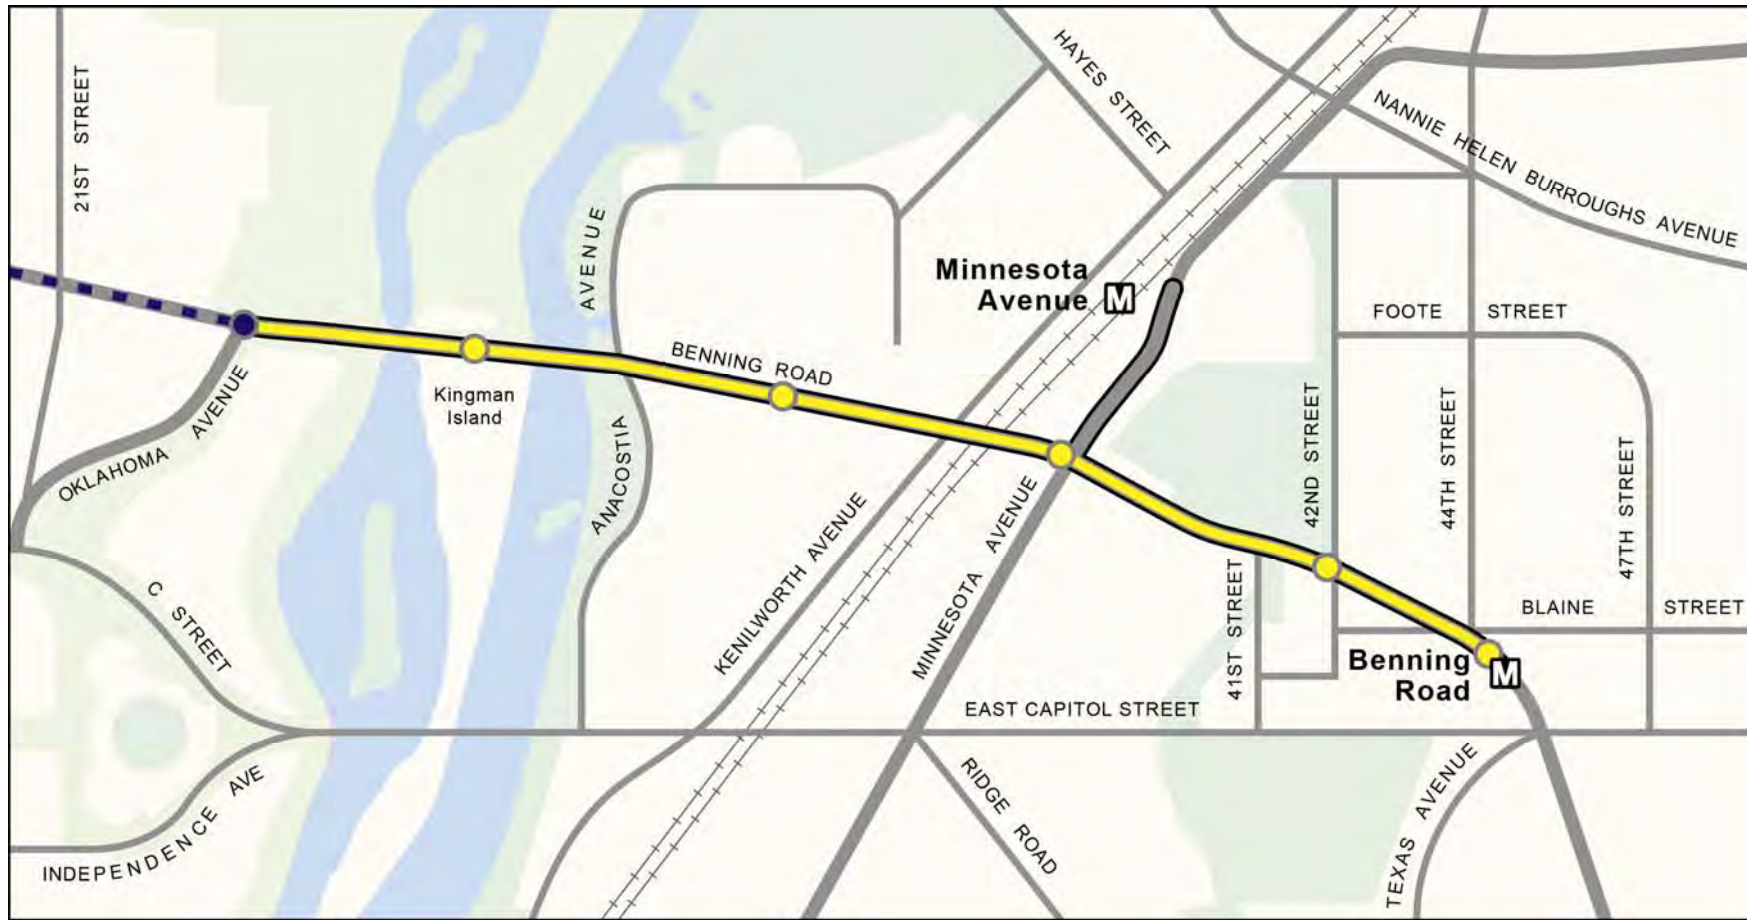 21ST STREET
HAYES STREET
NANNIE HELEN BURROUGHS AVENUE
AVENUE
Minnesota
Avenue
M
FOOTE STREET
BENNING ROAD
Kingman
Island
OKLAHOMA AVENUE
ANACOSTIA
42ND STREET
44TH STREET
47TH STREET
KENILWORTH AVENUE
MINNESOTA AVENUE
41ST STREET
C STREET
BLAINE STREET
Benning
Road
M
EAST CAPITOL STREET
RIDGE ROAD
TEXAS AVENUE
INDEPENDENCE AVE